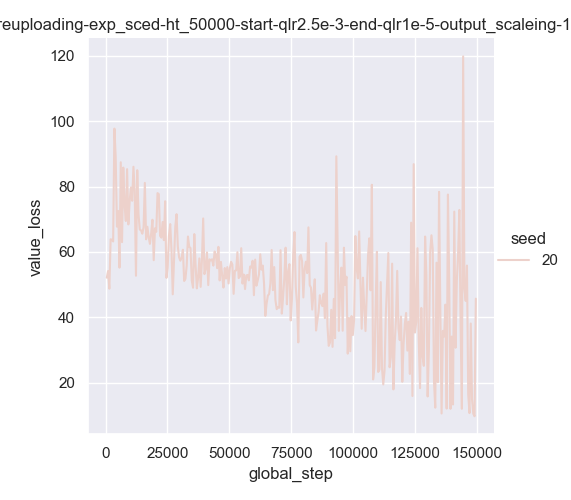 reuploading-exp_sced-ht_50000-start-qlr2.5e-3-end-qlr1e-5-output_scaleing-1
120
100
80
60
40
20
value_loss
0 25000 50000 75000 100000 125000 150000
global_step
seed
20